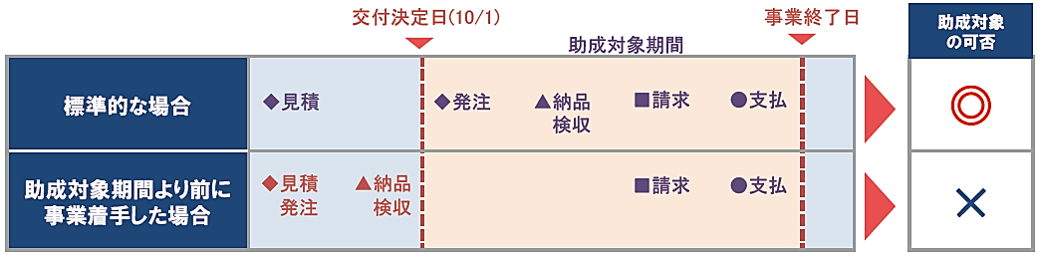 交付決定日(10/1)
事業終了日
助成対象期間
助成対象
の可否
標準的な場合
◆見積
◆発注
▲納品
検収
■請求
●支払
◎
助成対象期間より前に
事業着手した場合
◆見積
発注
▲納品
検収
■請求
●支払
×